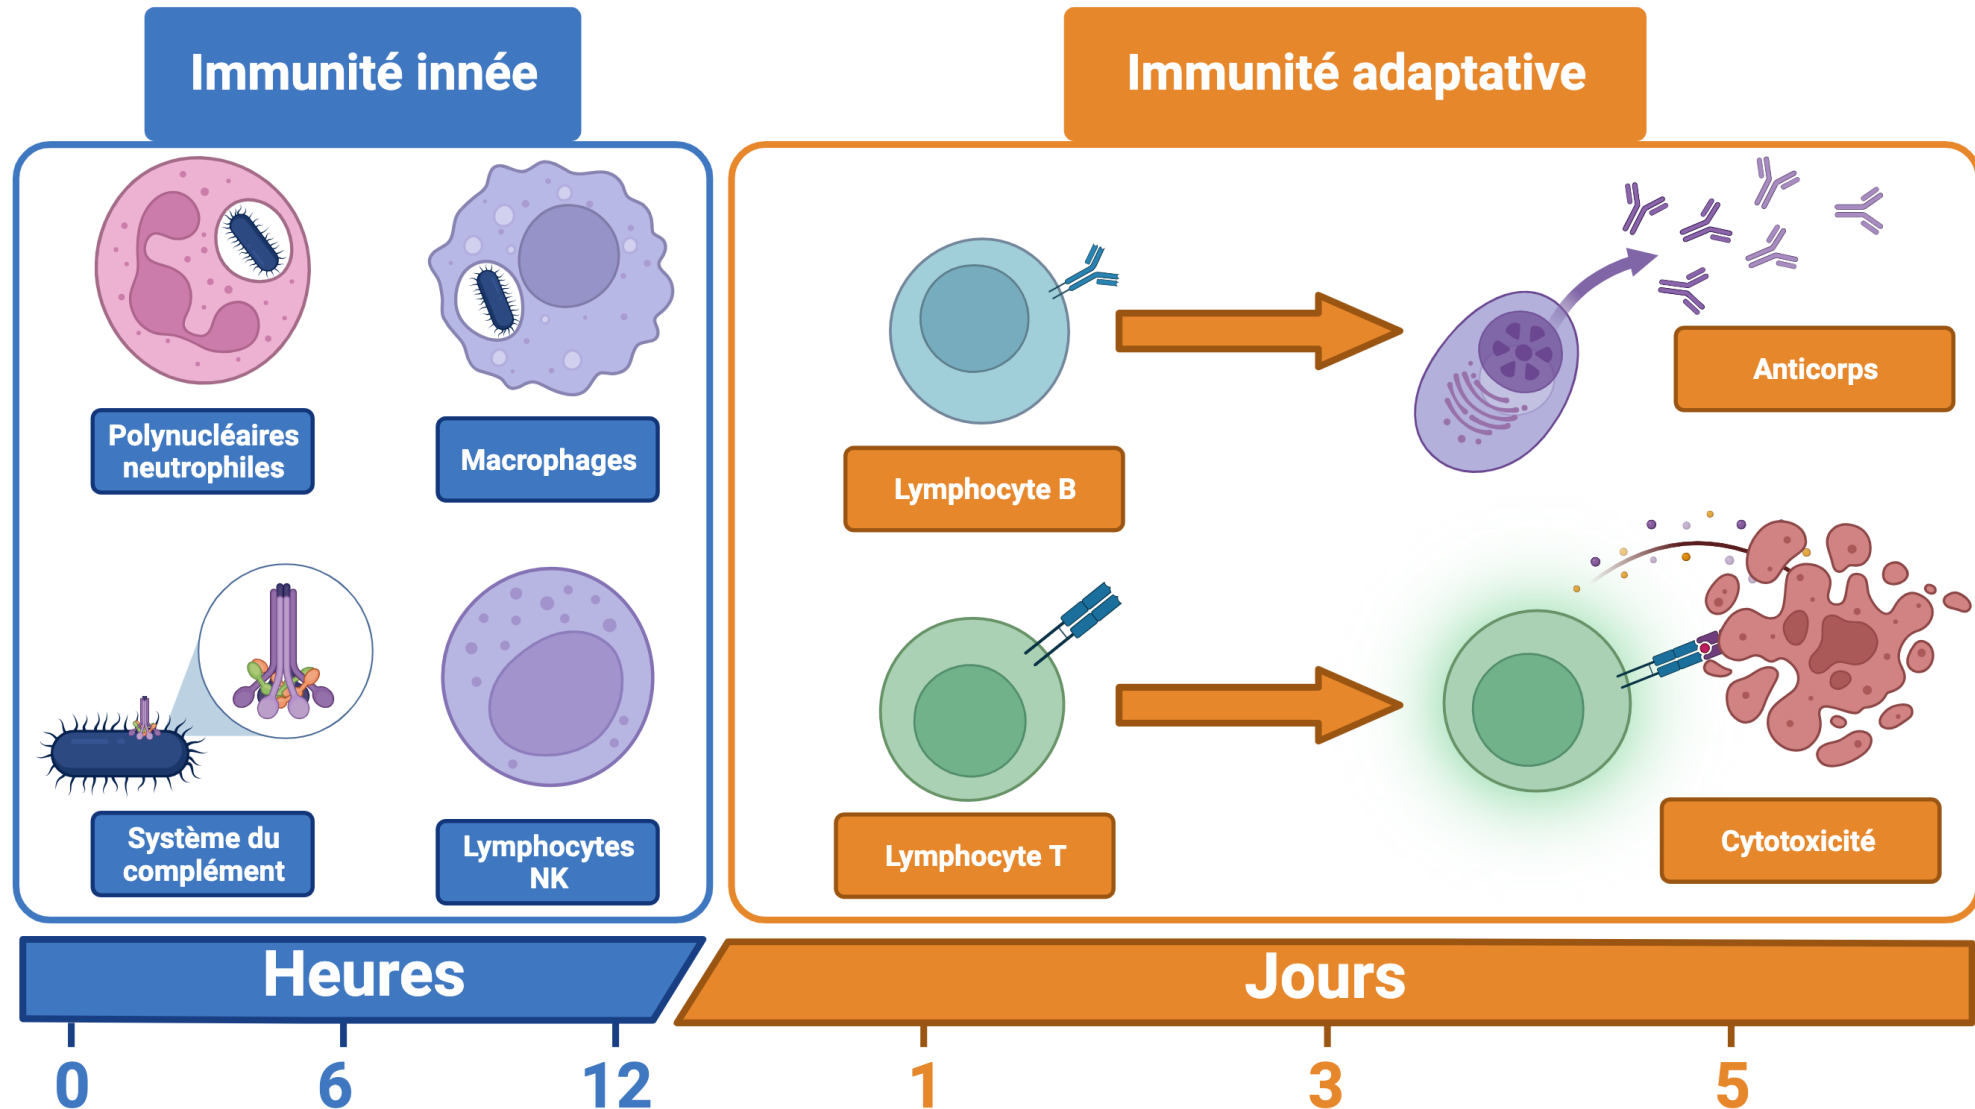 Immunité innée
Immunité adaptative
Polynucléaires
neutrophiles
Macrophages
Système du
complément
Lymphocytes
NK
Lymphocyte B
Anticorps
Lymphocyte T
Cytotoxicité
Heures
Jours
0
6
12
1
3
5